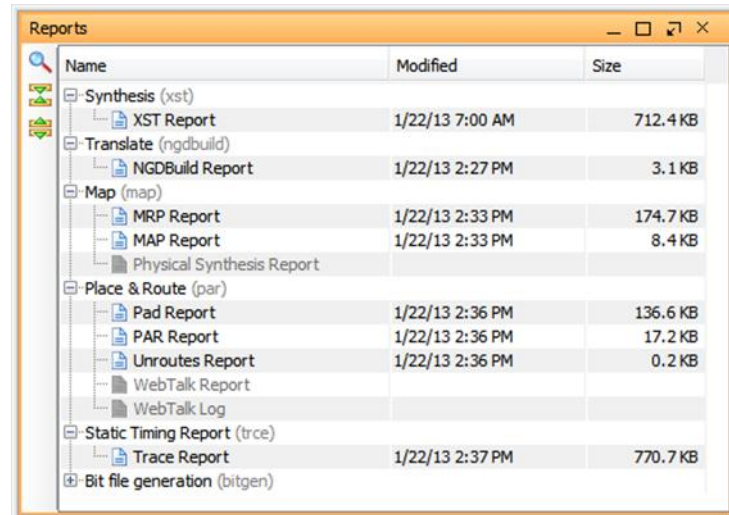 Reports
Name Modified Size
Synthesis (xst)
XST Report 1/22/13 7:00 AM 712.4 KB
Translate (ngdbuild)
NGDBuild Report 1/22/13 2:27 PM 3.1 KB
Map (map)
MRP Report 1/22/13 2:33 PM 174.7 KB
MAP Report 1/22/13 2:33 PM 8.4 KB
Physical Synthesis Report
Place & Route (par)
Pad Report 1/22/13 2:36 PM 136.6 KB
PAR Report 1/22/13 2:36 PM 17.2 KB
Unroutes Report 1/22/13 2:36 PM 0.2 KB
WebTalk Report
WebTalk Log
Static Timing Report (trce)
Trace Report 1/22/13 2:37 PM 770.7 KB
Bit file generation (bitgen)